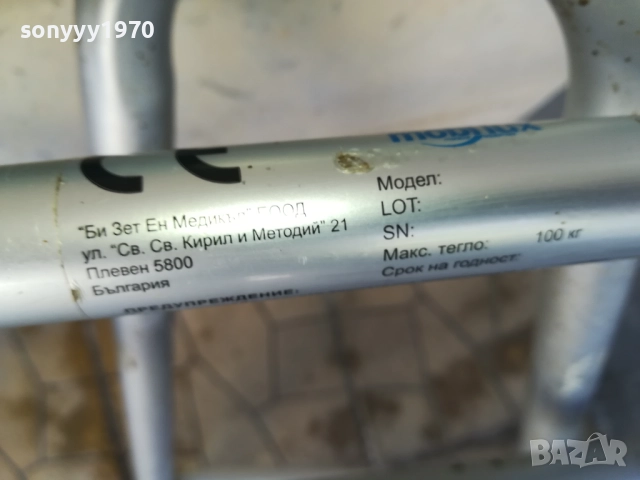 sonyyy1970
CE
"Би Зет Ен Медикъл" ЕООД
ул. "Св. Св. Кирил и Методий" 21
Плевен 5800
България
ПРЕДУПРЕЖДЕНИЕ:
Модел:
LOT:
SN:
Макс. тегло: 100 кг
Срок на годност:
BAZAR